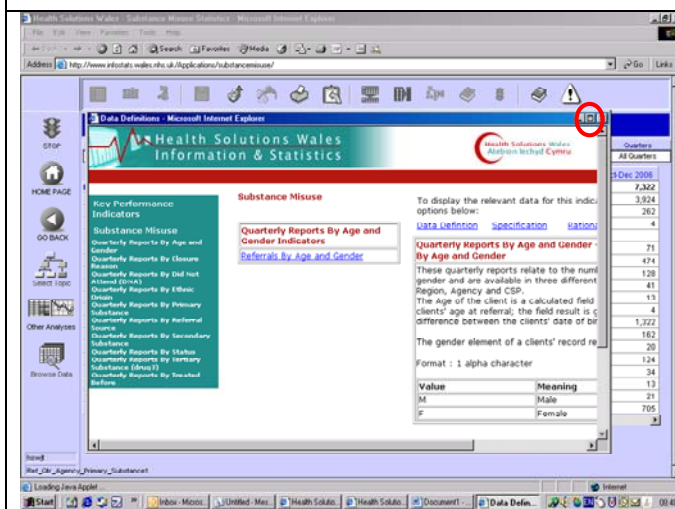 Health Solutions Wales - Substance Misuse Statistics - Microsoft Internet Explorer
File Edit View Favorites Tools Help
Search Favorites Media
Address http://www.infostats.wales.nhs.uk/Applications/substancemisuse/ Go Links
STOP
HOME PAGE
GO BACK
Select Topic
Other Analyses
Browse Data
Data Definitions - Microsoft Internet Explorer
Health Solutions Wales
Information & Statistics
Health Solutions Wales
Atebion Iechyd Cymru
Key Performance
Indicators
Substance Misuse
Quarterly Reports By Age and
Gender
Quarterly Reports By Closure
Reason
Quarterly Reports By Did Not
Attend (DNA)
Quarterly Reports By Ethnic
Origin
Quarterly Reports By Primary
Substance
Quarterly Reports By Referral
Source
Quarterly Reports By Secondary
Substance
Quarterly Reports By Status
Quarterly Reports By Tertiary
Substance (drug3)
Quarterly Reports By Treated
Before
Substance Misuse
Quarterly Reports By Age and
Gender Indicators
Referrals By Age and Gender
To display the relevant data for this indic
options below:
Data Defintion Specification Rationa
Quarterly Reports By Age and Gender -
By Age and Gender
These quarterly reports relate to the numl
gender and are available in three different
Region, Agency and CSP.
The Age of the client is a calculated field
clients' age at referral; the field result is c
difference between the clients' date of bir
The gender element of a clients' record re
Format : 1 alpha character
Value Meaning
M Male
F Female
Quarters
All Quarters
t-Dec 2006
7,322
3,924
262
4
71
474
128
41
13
4
1,322
162
20
124
34
13
21
705
Ref_Qtr_Agency_Primary_Substance1
Loading Java Applet ...
Internet
Start Inbox - Micros... Untitled - Mes... Health Solutio... Health Solutio... Document1 - ... Data Defin...